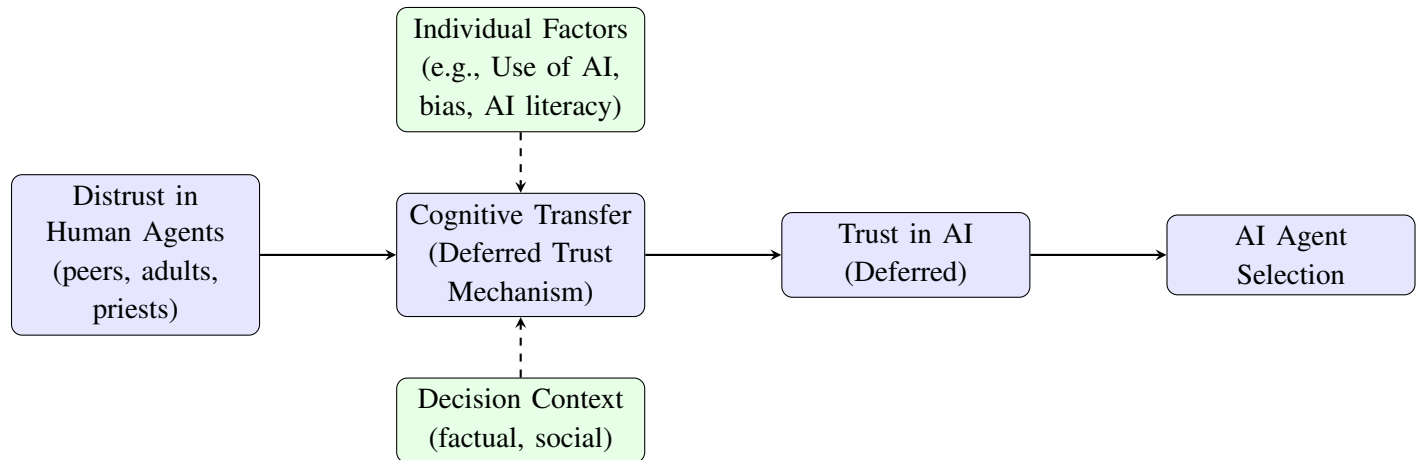 Individual Factors
(e.g., Use of AI,
bias, AI literacy)
Distrust in
Human Agents
(peers, adults,
priests)
Cognitive Transfer
(Deferred Trust
Mechanism)
Trust in AI
(Deferred)
AI Agent
Selection
Decision Context
(factual, social)